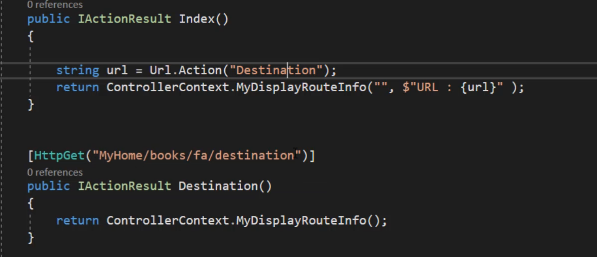 0 references
public IActionResult Index()
{
string url = Url.Action("Destination");
return ControllerContext.MyDisplayRouteInfo("", $"URL : {url}" );
}
[HttpGet("MyHome/books/fa/destination")]
0 references
public IActionResult Destination()
{
return ControllerContext.MyDisplayRouteInfo();
}